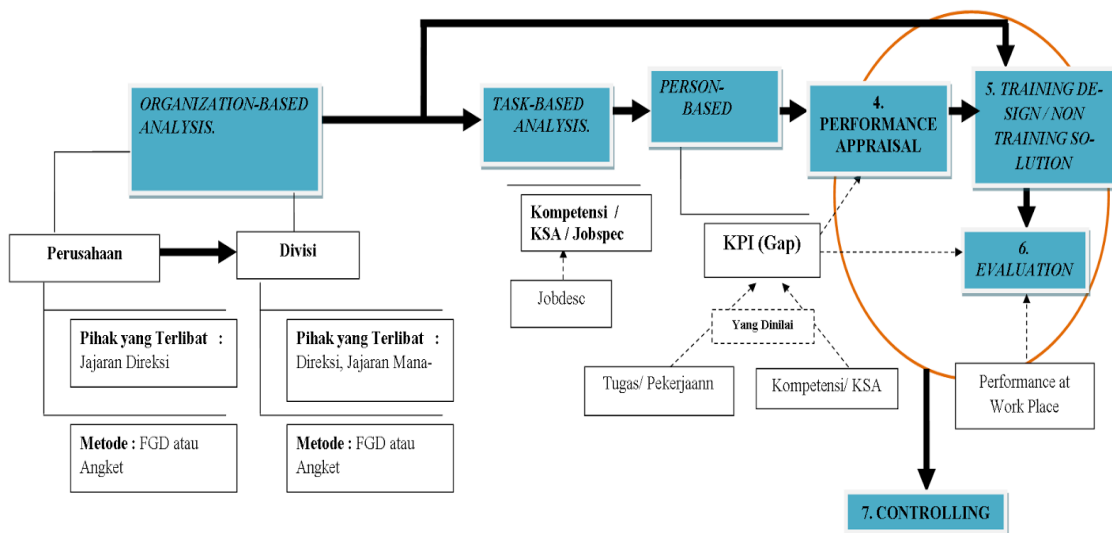 ORGANIZATION-BASED
ANALYSIS.
TASK-BASED
ANALYSIS.
PERSON-
BASED
4.
PERFORMANCE
APPRAISAL
5. TRAINING DE-
SIGN / NON
TRAINING SO-
LUTION
Perusahaan
Divisi
Kompetensi /
KSA / Jobspec
KPI (Gap)
6.
EVALUATION
Jobdesc
Yang Dinilai
Pihak yang Terlibat :
Jajaran Direksi
Pihak yang Terlibat :
Direksi, Jajaran Mana-
Tugas/ Pekerjaann
Kompetensi/ KSA
Performance at
Work Place
Metode : FGD atau
Angket
Metode : FGD atau
Angket
7. CONTROLLING